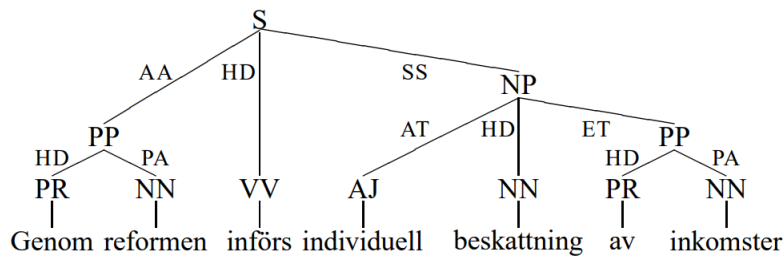 S
AA HD SS
NP
AT HD ET
PP PP
HD PA HD PA
PR NN VV AJ NN PR NN
Genom reformen införs individuell beskattning av inkomster